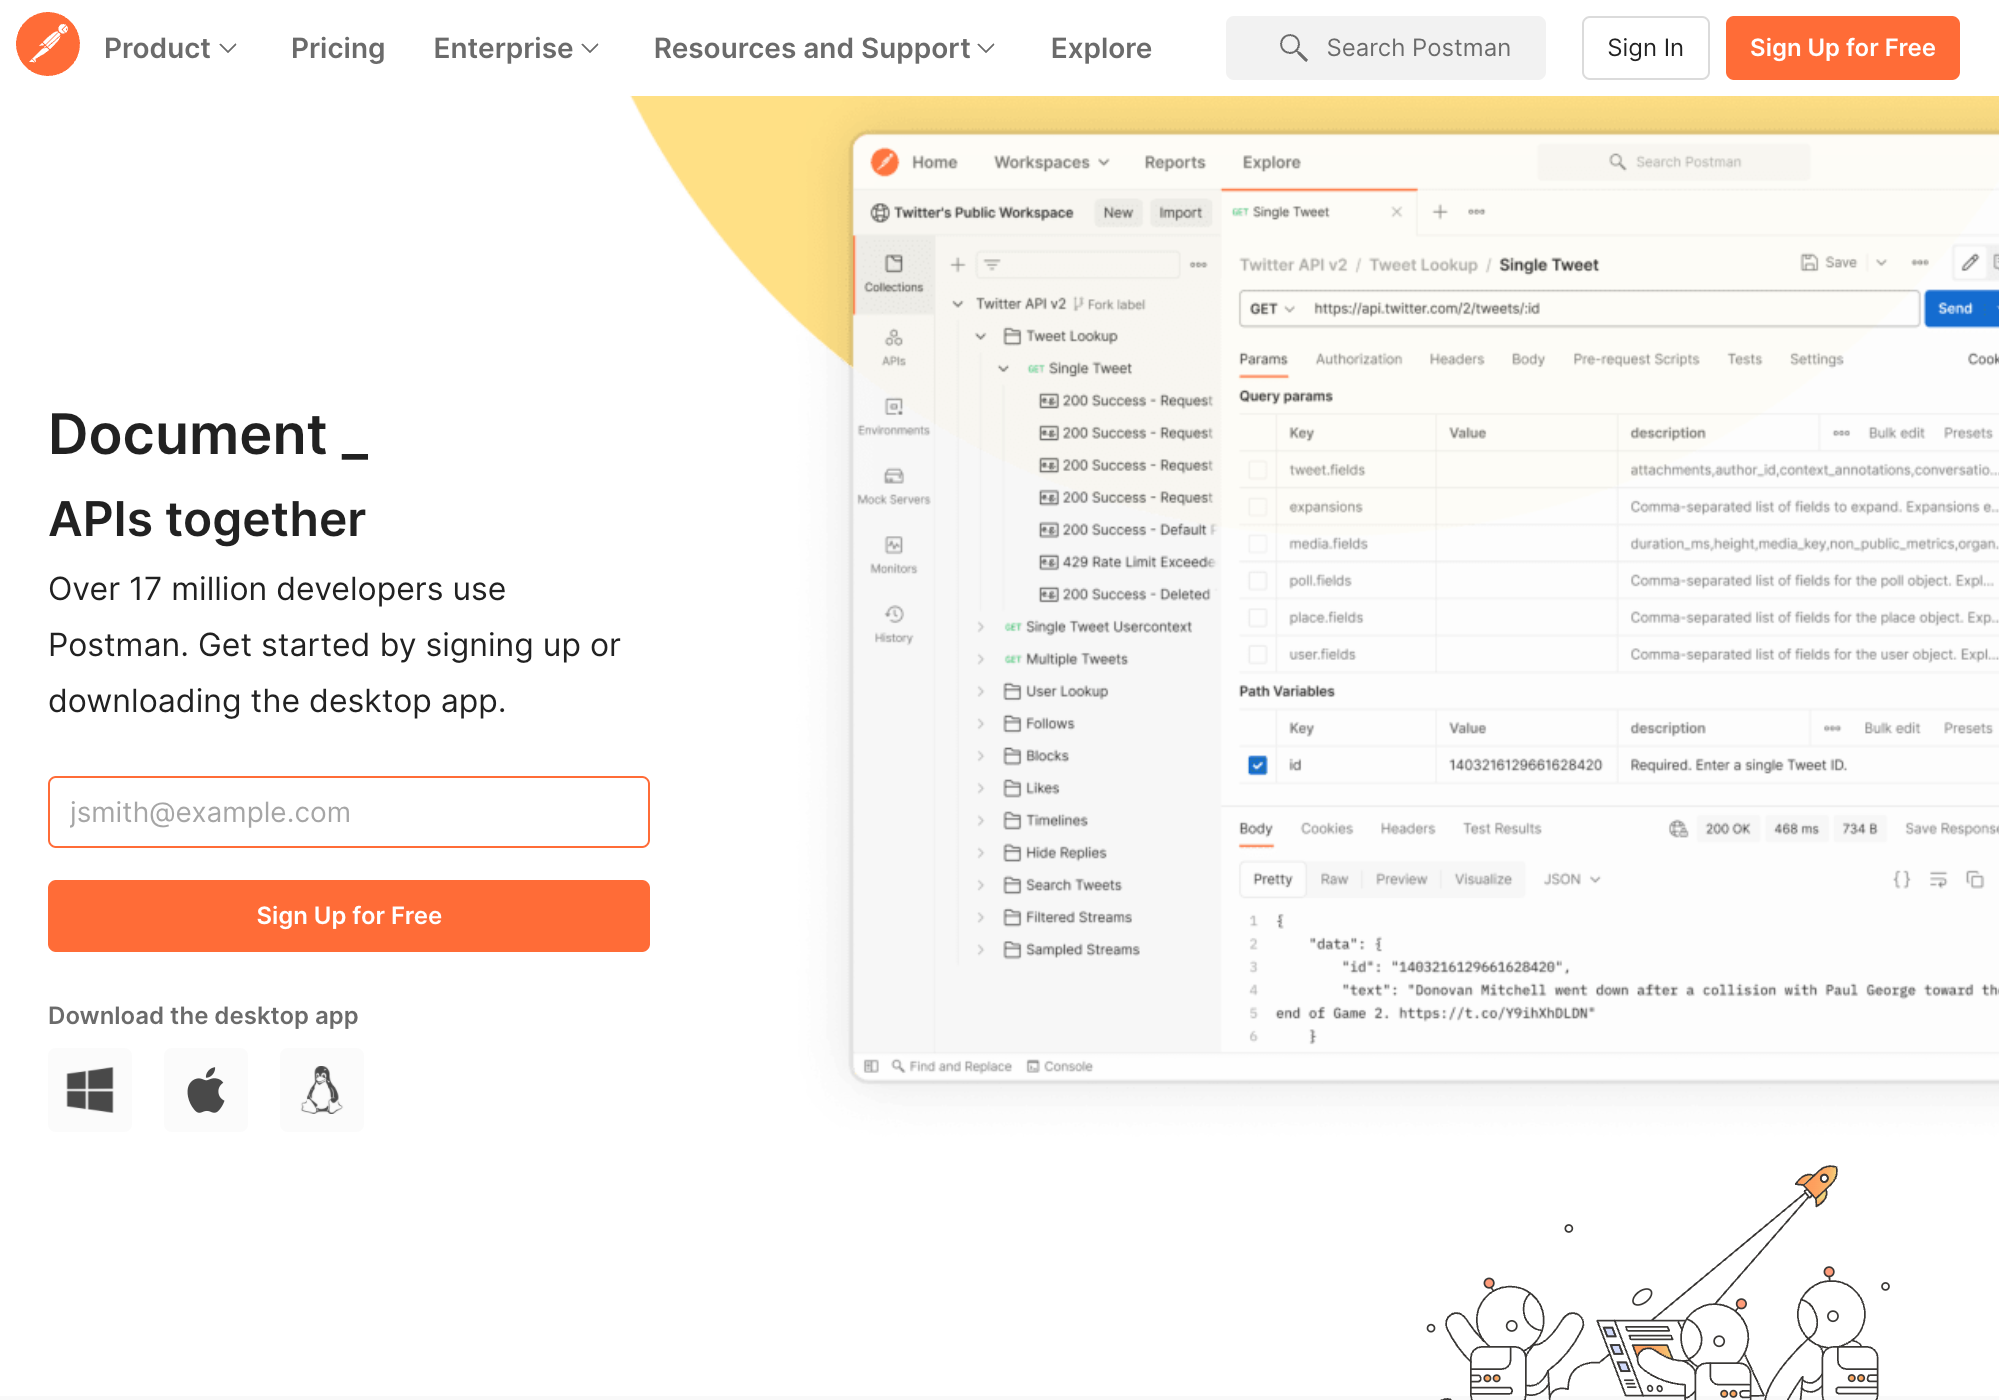 Product
Pricing
Enterprise
Resources and Support
Explore
Search Postman
Sign In
Sign Up for Free
Document _
APIs together
Over 17 million developers use
Postman. Get started by signing up or
downloading the desktop app.
jsmith@example.com
Sign Up for Free
Download the desktop app
Home
Workspaces
Reports
Explore
Search Postman
Twitter's Public Workspace
New
Import
GET Single Tweet
Collections
APIs
Environments
Mock Servers
Monitors
History
Twitter API v2 Fork label
Tweet Lookup
GET Single Tweet
e.g. 200 Success - Request
e.g. 200 Success - Request
e.g. 200 Success - Request
e.g. 200 Success - Request
e.g. 200 Success - Default
e.g. 429 Rate Limit Exceede
e.g. 200 Success - Deleted
GET Single Tweet Usercontext
GET Multiple Tweets
User Lookup
Follows
Blocks
Likes
Timelines
Hide Replies
Search Tweets
Filtered Streams
Sampled Streams
Find and Replace
Console
Twitter API v2 / Tweet Lookup / Single Tweet
Save
GET https://api.twitter.com/2/tweets/:id
Send
Params Authorization Headers Body Pre-request Scripts Tests Settings Cook
Query params
Key Value description Bulk edit Presets
tweet.fields attachments,author_id,context_annotations,conversatio...
expansions Comma-separated list of fields to expand. Expansions e...
media.fields duration_ms,height,media_key,non_public_metrics,organ...
poll.fields Comma-separated list of fields for the poll object. Expl...
place.fields Comma-separated list of fields for the place object. Exp...
user.fields Comma-separated list of fields for the user object. Expl...
Path Variables
Key Value description Bulk edit Presets
id 1403216129661628420 Required. Enter a single Tweet ID.
Body Cookies Headers Test Results 200 OK 468 ms 734 B Save Response
Pretty Raw Preview Visualize JSON {}
1 {
2 "data": {
3 "id": "1403216129661628420",
4 "text": "Donovan Mitchell went down after a collision with Paul George toward the
5 end of Game 2. https://t.co/Y9ihXhDLDN"
6 }